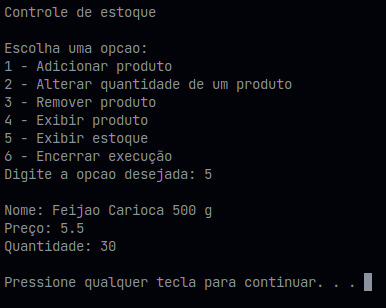 Controle de estoque
Escolha uma opcao:
1 - Adicionar produto
2 - Alterar quantidade de um produto
3 - Remover produto
4 - Exibir produto
5 - Exibir estoque
6 - Encerrar execução
Digite a opcao desejada: 5
Nome: Feijao Carioca 500 g
Preço: 5.5
Quantidade: 30
Pressione qualquer tecla para continuar. . .